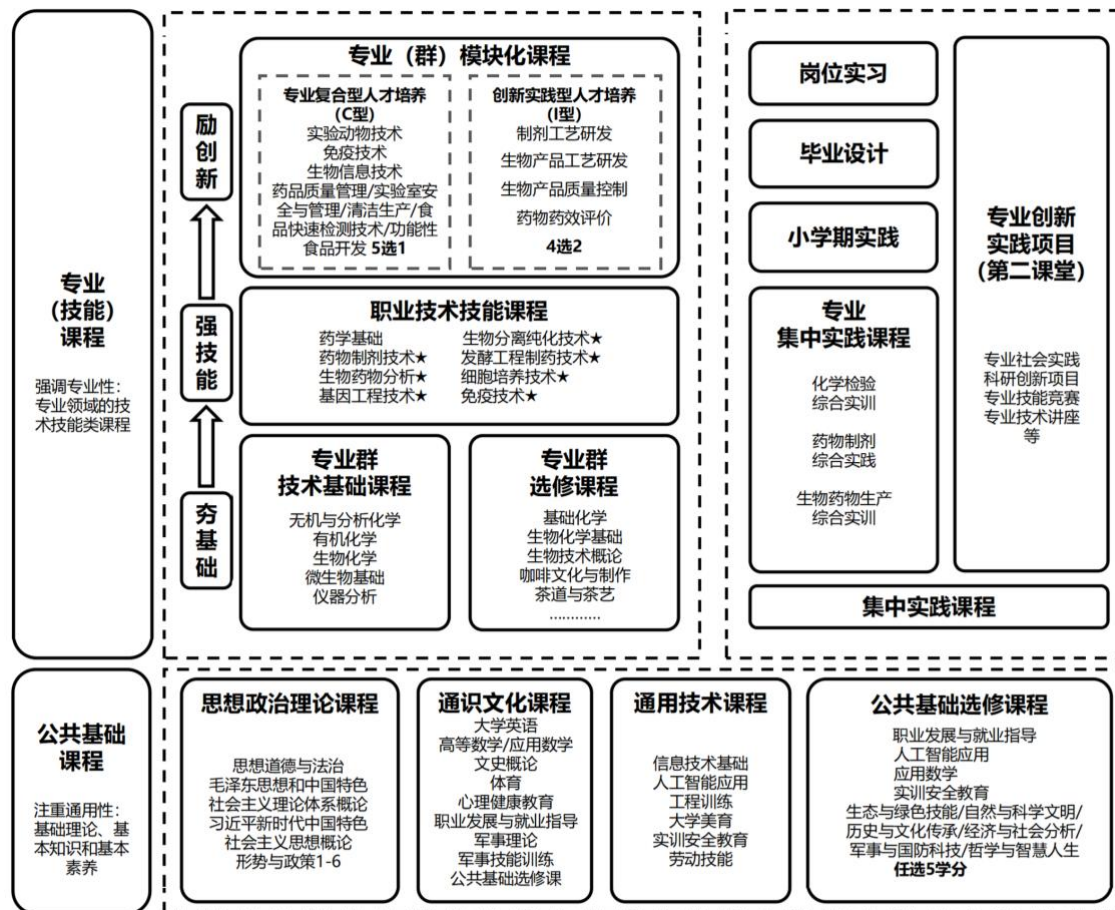 专业
（技能）
课程
强调专业性：
专业领域的技
术技能类课程
励创新
强技能
夯基础
专业（群）模块化课程
专业复合型人才培养
（C型）
实验动物技术
免疫技术
生物信息技术
药品质量管理/实验室安
全与管理/清洁生产/食
品快速检测技术/功能性
食品开发 5选1
创新实践型人才培养
（I型）
制剂工艺研发
生物产品工艺研发
生物产品质量控制
药物药效评价
4选2
职业技术技能课程
药学基础
药物制剂技术★
生物药物分析★
基因工程技术★
生物分离纯化技术★
发酵工程制药技术★
细胞培养技术★
免疫技术★
专业群
技术基础课程
无机与分析化学
有机化学
生物化学
微生物基础
仪器分析
专业群
选修课程
基础化学
生物化学基础
生物技术概论
咖啡文化与制作
茶道与茶艺
…………
岗位实习
毕业设计
小学期实践
专业
集中实践课程
化学检验
综合实训
药物制剂
综合实践
生物药物生产
综合实训
专业创新
实践项目
（第二课堂）
专业社会实践
科研创新项目
专业技能竞赛
专业技术讲座
等
集中实践课程
公共基础
课程
注重通用性：
基础理论、基
本知识和基本
素养
思想政治理论课程
思想道德与法治
毛泽东思想和中国特色
社会主义理论体系概论
习近平新时代中国特色
社会主义思想概论
形势与政策1-6
通识文化课程
大学英语
高等数学/应用数学
文史概论
体育
心理健康教育
职业发展与就业指导
军事理论
军事技能训练
公共基础选修课
通用技术课程
信息技术基础
人工智能应用
工程训练
大学美育
实训安全教育
劳动技能
公共基础选修课程
职业发展与就业指导
人工智能应用
应用数学
实训安全教育
生态与绿色技能/自然与科学文明/
历史与文化传承/经济与社会分析/
军事与国防科技/哲学与智慧人生
任选5学分